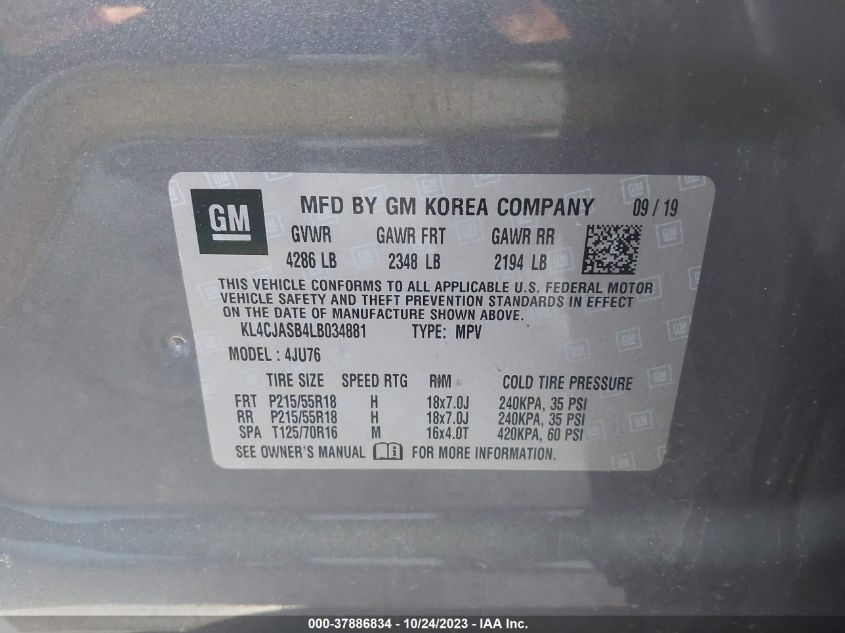 GM MFD BY GM KOREA COMPANY 09 / 19
GVWR GAWR FRT GAWR RR
4286 LB 2348 LB 2194 LB
THIS VEHICLE CONFORMS TO ALL APPLICABLE U.S. FEDERAL MOTOR
VEHICLE SAFETY AND THEFT PREVENTION STANDARDS IN EFFECT
ON THE DATE OF MANUFACTURE SHOWN ABOVE.
KL4CJASB4LB034881 TYPE: MPV
MODEL : 4JU76
TIRE SIZE SPEED RTG RIM COLD TIRE PRESSURE
FRT P215/55R18 H 18x7.0J 240KPA, 35 PSI
RR P215/55R18 H 18x7.0J 240KPA, 35 PSI
SPA T125/70R16 M 16x4.0T 420KPA, 60 PSI
SEE OWNER'S MANUAL i FOR MORE INFORMATION.
000-37886834 - 10/24/2023 - IAA Inc.